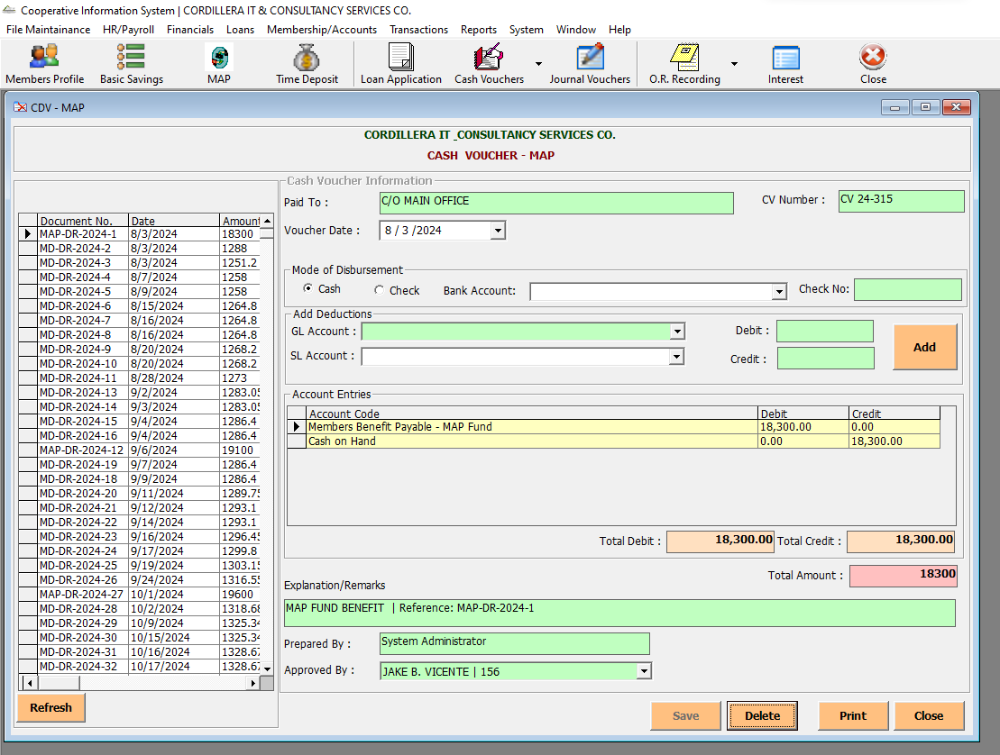 Cooperative Information System | CORDILLERA IT & CONSULTANCY SERVICES CO.
File Maintainance HR/Payroll Financials Loans Membership/Accounts Transactions Reports System Window Help
Members Profile Basic Savings MAP Time Deposit Loan Application Cash Vouchers Journal Vouchers O.R. Recording Interest Close
CDV - MAP
CORDILLERA IT _CONSULTANCY SERVICES CO.
CASH VOUCHER - MAP
Document No. Date Amount
MAP-DR-2024-1 8/3/2024 18300
MD-DR-2024-2 8/3/2024 1288
MD-DR-2024-3 8/3/2024 1251.2
MD-DR-2024-4 8/7/2024 1258
MD-DR-2024-5 8/9/2024 1258
MD-DR-2024-6 8/15/2024 1264.8
MD-DR-2024-7 8/16/2024 1264.8
MD-DR-2024-8 8/16/2024 1264.8
MD-DR-2024-9 8/20/2024 1268.2
MD-DR-2024-10 8/20/2024 1268.2
MD-DR-2024-11 8/28/2024 1273
MD-DR-2024-13 9/2/2024 1283.05
MD-DR-2024-14 9/3/2024 1283.05
MD-DR-2024-15 9/4/2024 1286.4
MD-DR-2024-16 9/4/2024 1286.4
MAP-DR-2024-12 9/6/2024 19100
MD-DR-2024-19 9/7/2024 1286.4
MD-DR-2024-18 9/9/2024 1286.4
MD-DR-2024-20 9/11/2024 1289.75
MD-DR-2024-21 9/12/2024 1293.1
MD-DR-2024-22 9/14/2024 1293.1
MD-DR-2024-23 9/16/2024 1296.45
MD-DR-2024-24 9/17/2024 1299.8
MD-DR-2024-25 9/19/2024 1303.15
MD-DR-2024-26 9/24/2024 1316.55
MAP-DR-2024-27 10/1/2024 19600
MD-DR-2024-28 10/2/2024 1318.68
MD-DR-2024-29 10/9/2024 1325.34
MD-DR-2024-30 10/15/2024 1325.34
MD-DR-2024-31 10/16/2024 1328.67
MD-DR-2024-32 10/17/2024 1328.67
Refresh
Cash Voucher Information
Paid To : C/O MAIN OFFICE CV Number : CV 24-315
Voucher Date : 8 / 3 /2024
Mode of Disbursement
Cash Check Bank Account: Check No:
Add Deductions
GL Account : Debit :
SL Account : Credit :
Add
Account Entries
Account Code Debit Credit
Members Benefit Payable - MAP Fund 18,300.00 0.00
Cash on Hand 0.00 18,300.00
Total Debit : 18,300.00 Total Credit : 18,300.00
Total Amount : 18300
Explanation/Remarks
MAP FUND BENEFIT | Reference: MAP-DR-2024-1
Prepared By : System Administrator
Approved By : JAKE B. VICENTE | 156
Save Delete Print Close